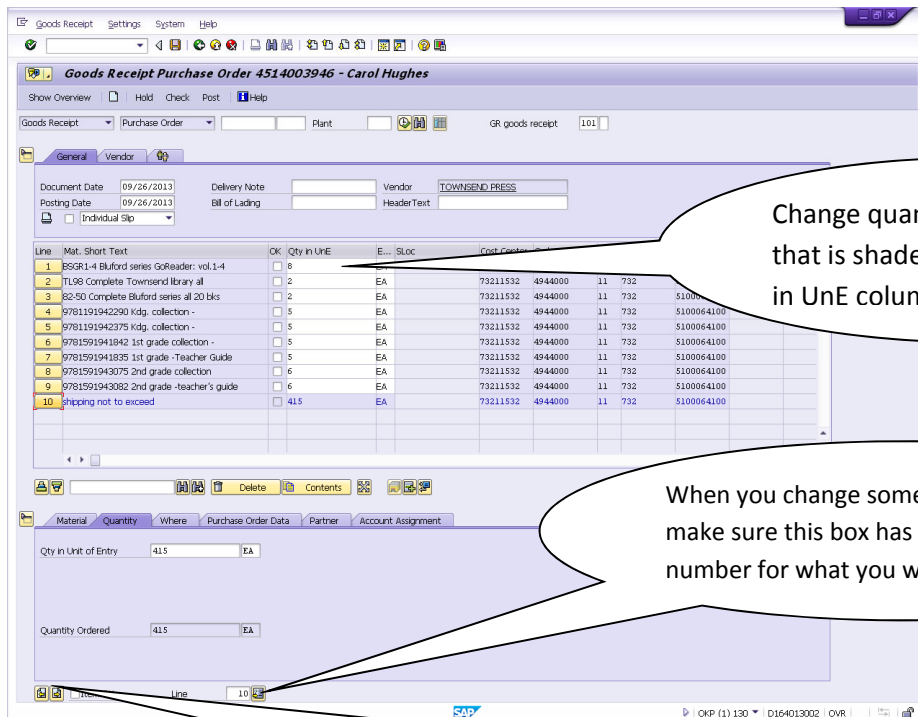 Goods Receipt Settings System Help
Goods Receipt Purchase Order 4514003946 - Carol Hughes
Show Overview Hold Check Post Help
Goods Receipt Purchase Order Plant GR goods receipt 101
General Vendor
Document Date 09/26/2013 Delivery Note Vendor TOWNSEND PRESS
Posting Date 09/26/2013 Bill of Lading HeaderText
Individual Slip
Line Mat. Short Text OK Qty in UnE E... SLoc Cost Center
1 BSGR1-4 Bluford series GoReader: vol.1-4 8
2 TL98 Complete Townsend library all 2 EA 73211532 4944000 11 732
3 82-50 Complete Bluford series all 20 bks 2 EA 73211532 4944000 11 732
4 9781191942290 Kdg. collection - 5 EA 73211532 4944000 11 732 5100064100
5 9781191942375 Kdg. collection - 5 EA 73211532 4944000 11 732 5100064100
6 9781591941842 1st grade collection - 5 EA 73211532 4944000 11 732 5100064100
7 9781591941835 1st grade -Teacher Guide 5 EA 73211532 4944000 11 732 5100064100
8 9781591943075 2nd grade collection 6 EA 73211532 4944000 11 732 5100064100
9 9781591943082 2nd grade -teacher's guide 6 EA 73211532 4944000 11 732 5100064100
10 shipping not to exceed 415 EA 73211532 4944000 11 732 5100064100
Change quan
that is shade
in UnE colum
Delete Contents
Material Quantity Where Purchase Order Data Partner Account Assignment
Qty in Unit of Entry 415 EA
Quantity Ordered 415 EA
When you change some
make sure this box has
number for what you w
Line 10
SAP OKP (1) 130 D164013002 OVR